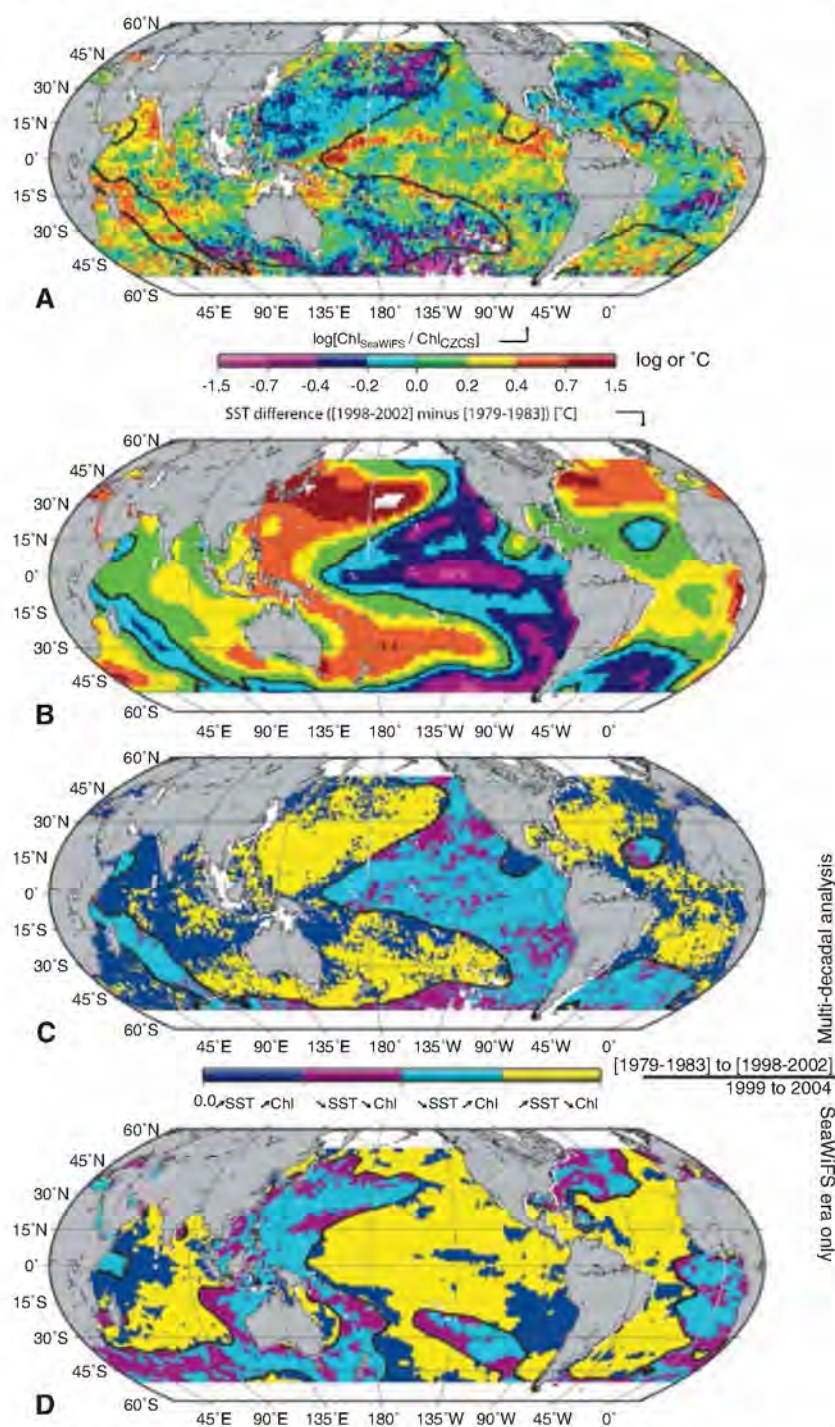 60˚N
45˚N
30˚N
15˚N
0˚
15˚S
30˚S
45˚S
60˚S
A
45˚E 90˚E 135˚E 180˚ 135˚W 90˚W 45˚W 0˚
log[ChlSeaWiFS / ChlCZCS]
log or ˚C
-1.5 -0.7 -0.4 -0.2 0.0 0.2 0.4 0.7 1.5
SST difference ([1998-2002] minus [1979-1983]) [˚C]
60˚N
45˚N
30˚N
15˚N
0˚
15˚S
30˚S
45˚S
60˚S
B
45˚E 90˚E 135˚E 180˚ 135˚W 90˚W 45˚W 0˚
60˚N
45˚N
30˚N
15˚N
0˚
15˚S
30˚S
45˚S
60˚S
C
45˚E 90˚E 135˚E 180˚ 135˚W 90˚W 45˚W 0˚
Multi-decadal analysis
[1979-1983] to [1998-2002]
1999 to 2004
SeaWiFS era only
0.0↗SST ↗Chl ↘SST ↘Chl ↘SST ↗Chl ↗SST ↘Chl
60˚N
45˚N
30˚N
15˚N
0˚
15˚S
30˚S
45˚S
60˚S
D
45˚E 90˚E 135˚E 180˚ 135˚W 90˚W 45˚W 0˚